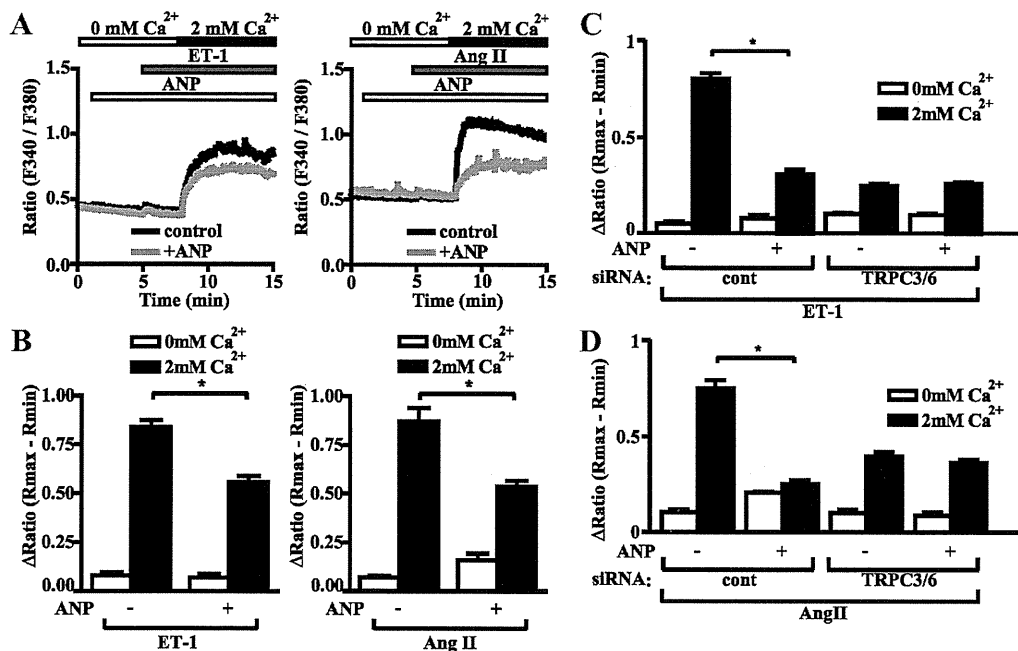 A
0 mM Ca2+ 2 mM Ca2+
ET-1
ANP
1.5
1.0
0.5
0.0
Ratio (F340 / F380)
control
+ANP
0 5 10 15
Time (min)
0 mM Ca2+ 2 mM Ca2+
Ang II
ANP
1.5
1.0
0.5
0.0
Ratio (F340 / F380)
control
+ANP
0 5 10 15
Time (min)
B
0mM Ca2+
2mM Ca2+
*
1.00
0.75
0.50
0.25
0.00
ΔRatio (Rmax - Rmin)
ANP - +
ET-1
0mM Ca2+
2mM Ca2+
*
1.00
0.75
0.50
0.25
0.00
ΔRatio (Rmax - Rmin)
ANP - +
Ang II
C
*
0mM Ca2+
2mM Ca2+
1
0.5
0
ΔRatio (Rmax - Rmin)
ANP - + - +
siRNA: cont TRPC3/6
ET-1
D
*
0mM Ca2+
2mM Ca2+
1
0.5
0
ΔRatio (Rmax - Rmin)
ANP - + - +
siRNA: cont TRPC3/6
AngII